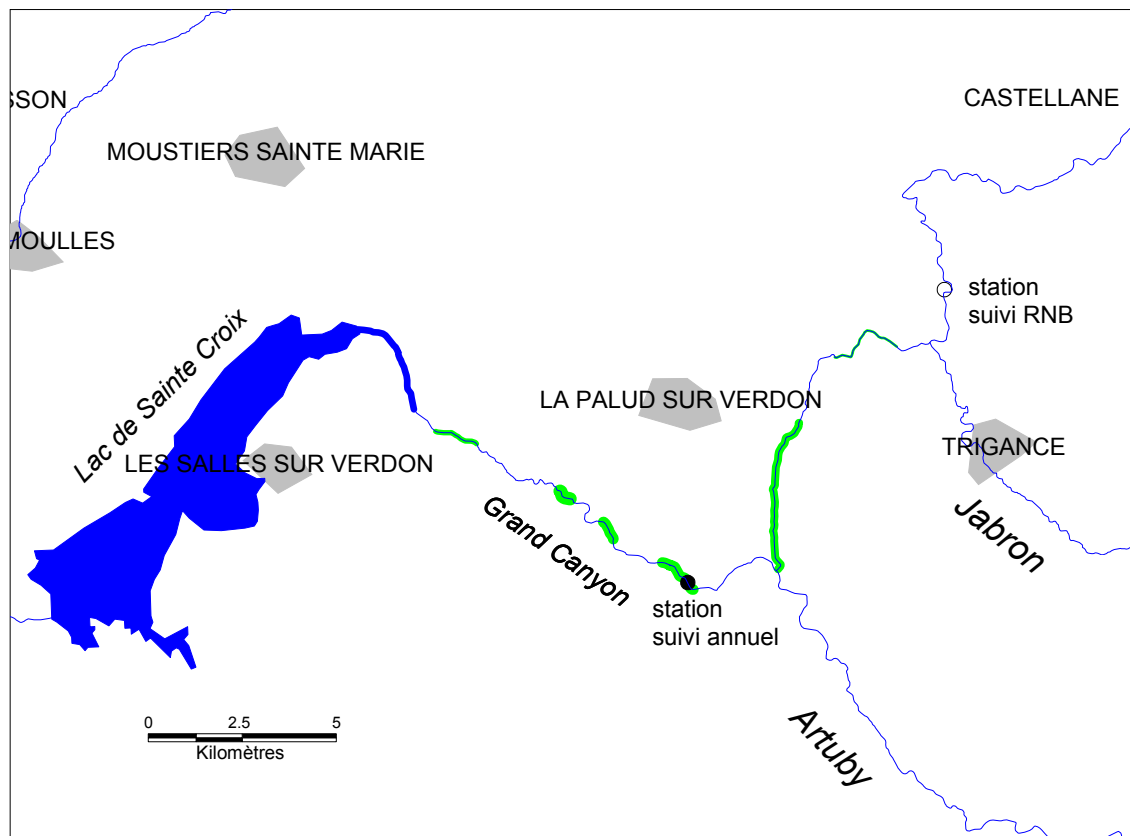 SSON
CASTELLANE
MOUSTIERS SAINTE MARIE
MOULLES
station
suivi RNB
Lac de Sainte Croix
LA PALUD SUR VERDON
TRIGANCE
LES SALLES SUR VERDON
Grand Canyon
Jabron
station
suivi annuel
Artuby
0 2.5 5
Kilomètres